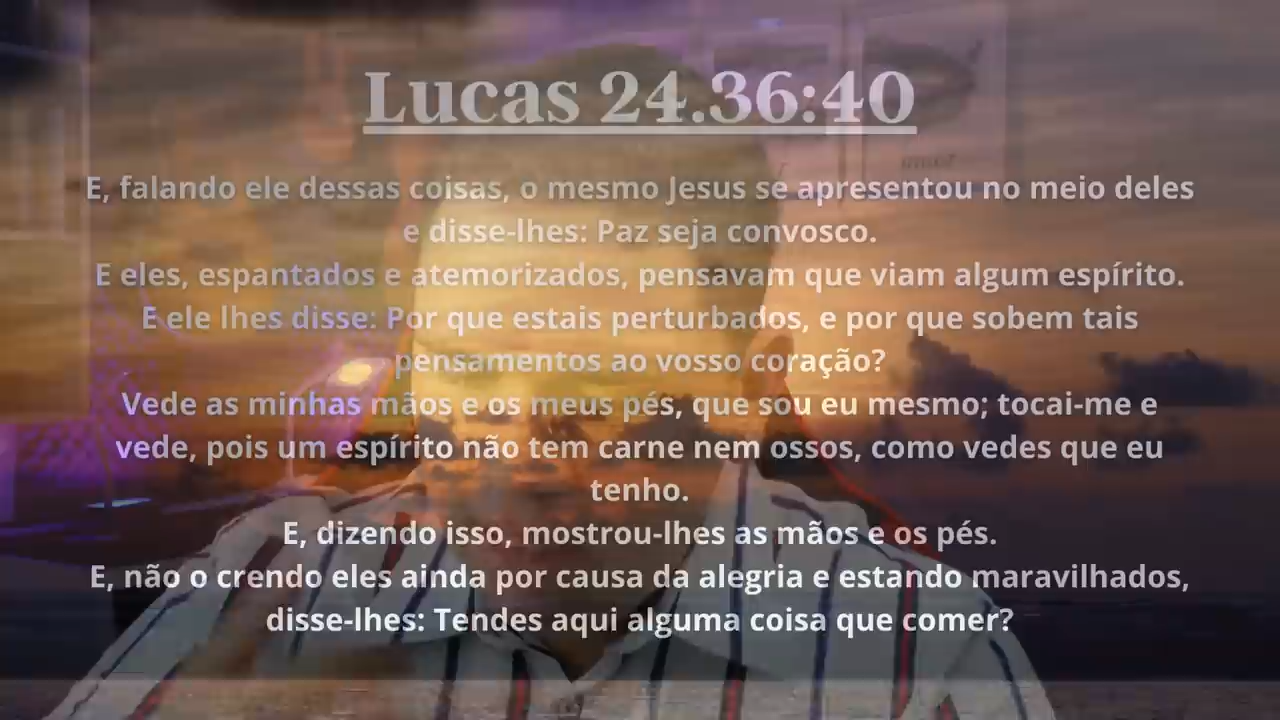 Lucas 24.36:40
E, falando ele dessas coisas, o mesmo Jesus se apresentou no meio deles
e disse-lhes: Paz seja convosco.
E eles, espantados e atemorizados, pensavam que viam algum espírito.
E ele lhes disse: Por que estais perturbados, e por que sobem tais
pensamentos ao vosso coração?
Vede as minhas mãos e os meus pés, que sou eu mesmo; tocai-me e
vede, pois um espírito não tem carne nem ossos, como vedes que eu
tenho.
E, dizendo isso, mostrou-lhes as mãos e os pés.
E, não o crendo eles ainda por causa da alegria e estando maravilhados,
disse-lhes: Tendes aqui alguma coisa que comer?